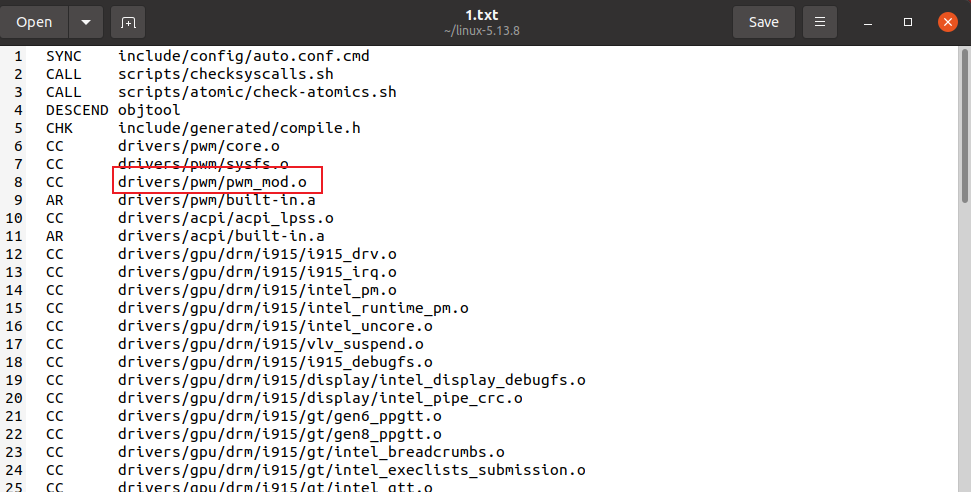 Open
1.txt
~/linux-5.13.8
Save
1 SYNC include/config/auto.conf.cmd
2 CALL scripts/checksyscalls.sh
3 CALL scripts/atomic/check-atomics.sh
4 DESCEND objtool
5 CHK include/generated/compile.h
6 CC drivers/pwm/core.o
7 CC drivers/pwm/sysfs.o
8 CC drivers/pwm/pwm_mod.o
9 AR drivers/pwm/built-in.a
10 CC drivers/acpi/acpi_lpss.o
11 AR drivers/acpi/built-in.a
12 CC drivers/gpu/drm/i915/i915_drv.o
13 CC drivers/gpu/drm/i915/i915_irq.o
14 CC drivers/gpu/drm/i915/intel_pm.o
15 CC drivers/gpu/drm/i915/intel_runtime_pm.o
16 CC drivers/gpu/drm/i915/intel_uncore.o
17 CC drivers/gpu/drm/i915/vlv_suspend.o
18 CC drivers/gpu/drm/i915/i915_debugfs.o
19 CC drivers/gpu/drm/i915/display/intel_display_debugfs.o
20 CC drivers/gpu/drm/i915/display/intel_pipe_crc.o
21 CC drivers/gpu/drm/i915/gt/gen6_ppgtt.o
22 CC drivers/gpu/drm/i915/gt/gen8_ppgtt.o
23 CC drivers/gpu/drm/i915/gt/intel_breadcrumbs.o
24 CC drivers/gpu/drm/i915/gt/intel_execlists_submission.o
25 CC drivers/gpu/drm/i915/gt/intel_gtt.o